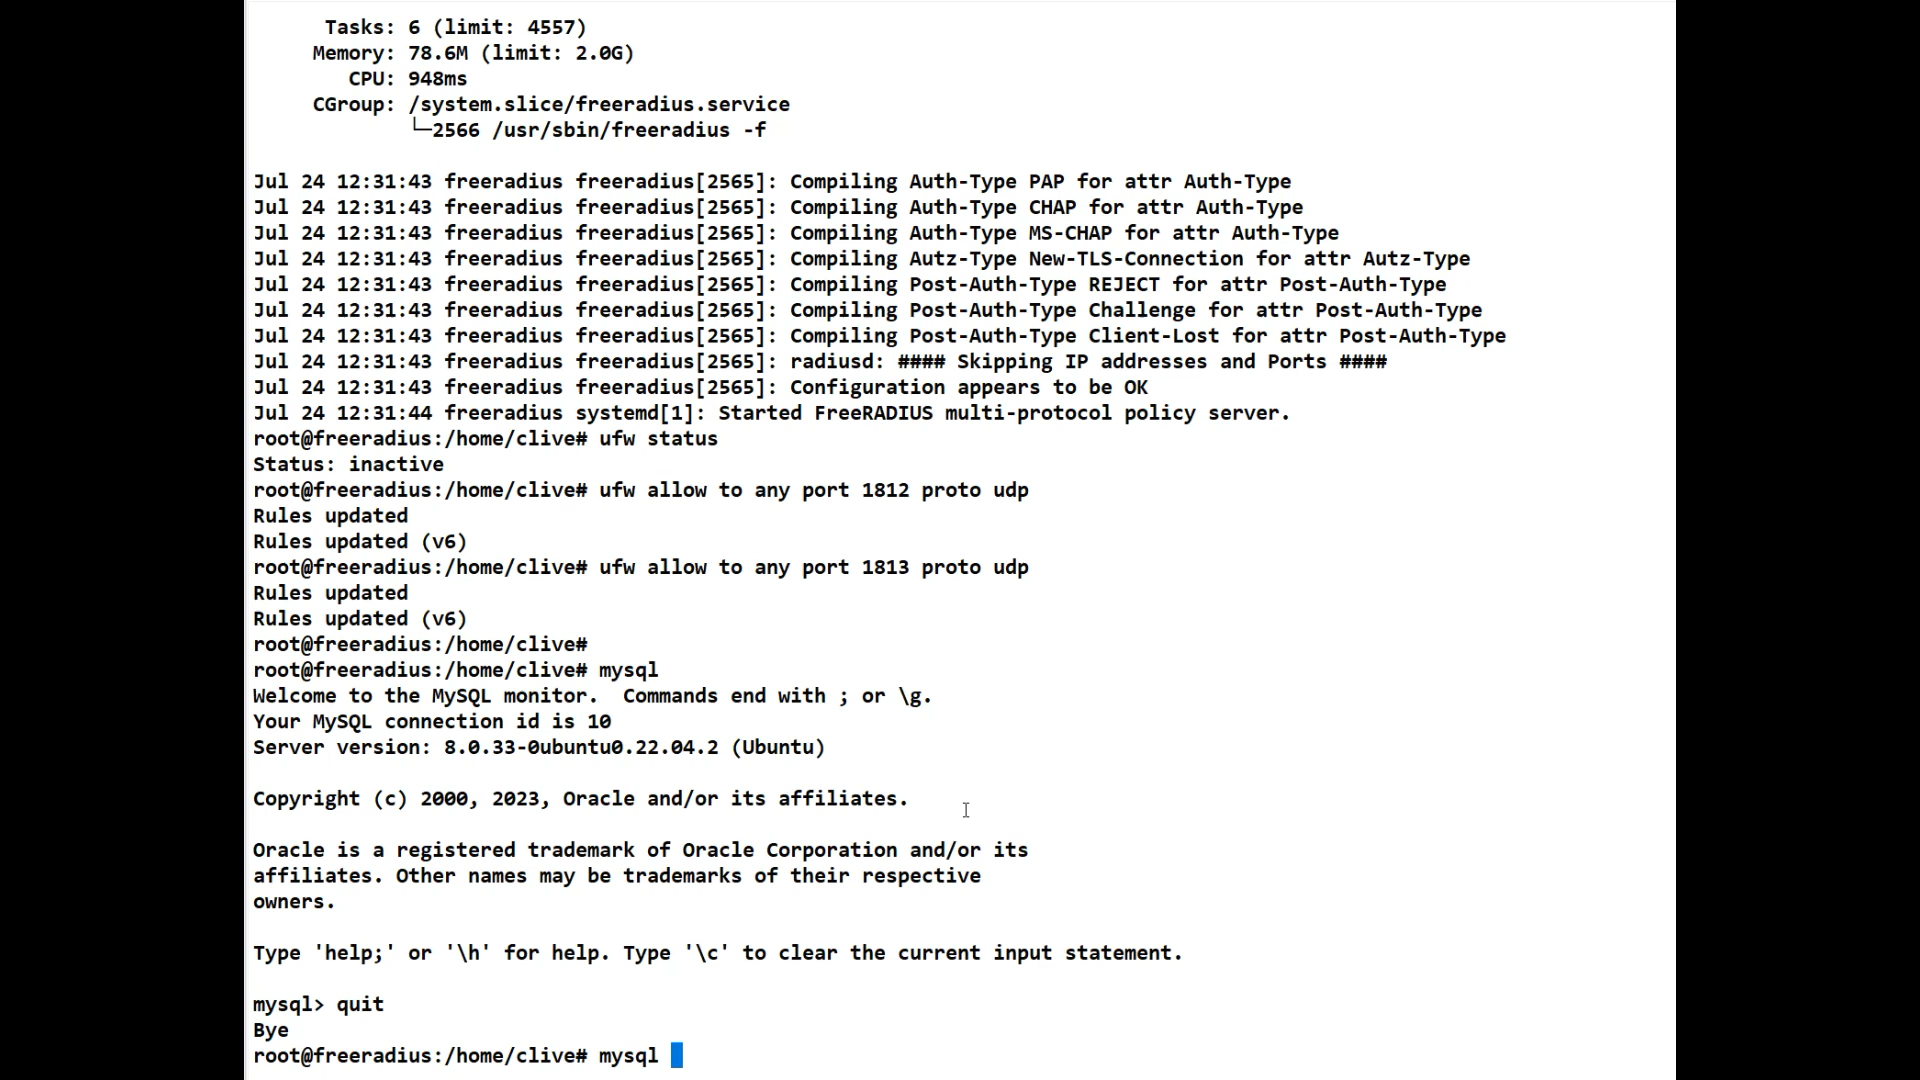 Tasks: 6 (limit: 4557)
Memory: 78.6M (limit: 2.0G)
CPU: 948ms
CGroup: /system.slice/freeradius.service
└─2566 /usr/sbin/freeradius -f
Jul 24 12:31:43 freeradius freeradius[2565]: Compiling Auth-Type PAP for attr Auth-Type
Jul 24 12:31:43 freeradius freeradius[2565]: Compiling Auth-Type CHAP for attr Auth-Type
Jul 24 12:31:43 freeradius freeradius[2565]: Compiling Auth-Type MS-CHAP for attr Auth-Type
Jul 24 12:31:43 freeradius freeradius[2565]: Compiling Autz-Type New-TLS-Connection for attr Autz-Type
Jul 24 12:31:43 freeradius freeradius[2565]: Compiling Post-Auth-Type REJECT for attr Post-Auth-Type
Jul 24 12:31:43 freeradius freeradius[2565]: Compiling Post-Auth-Type Challenge for attr Post-Auth-Type
Jul 24 12:31:43 freeradius freeradius[2565]: Compiling Post-Auth-Type Client-Lost for attr Post-Auth-Type
Jul 24 12:31:43 freeradius freeradius[2565]: radiusd: #### Skipping IP addresses and Ports ####
Jul 24 12:31:43 freeradius freeradius[2565]: Configuration appears to be OK
Jul 24 12:31:44 freeradius systemd[1]: Started FreeRADIUS multi-protocol policy server.
root@freeradius:/home/clive# ufw status
Status: inactive
root@freeradius:/home/clive# ufw allow to any port 1812 proto udp
Rules updated
Rules updated (v6)
root@freeradius:/home/clive# ufw allow to any port 1813 proto udp
Rules updated
Rules updated (v6)
root@freeradius:/home/clive#
root@freeradius:/home/clive# mysql
Welcome to the MySQL monitor.  Commands end with ; or \g.
Your MySQL connection id is 10
Server version: 8.0.33-0ubuntu0.22.04.2 (Ubuntu)
Copyright (c) 2000, 2023, Oracle and/or its affiliates.
Oracle is a registered trademark of Oracle Corporation and/or its
affiliates. Other names may be trademarks of their respective
owners.
Type 'help;' or '\h' for help. Type '\c' to clear the current input statement.
mysql> quit
Bye
root@freeradius:/home/clive# mysql